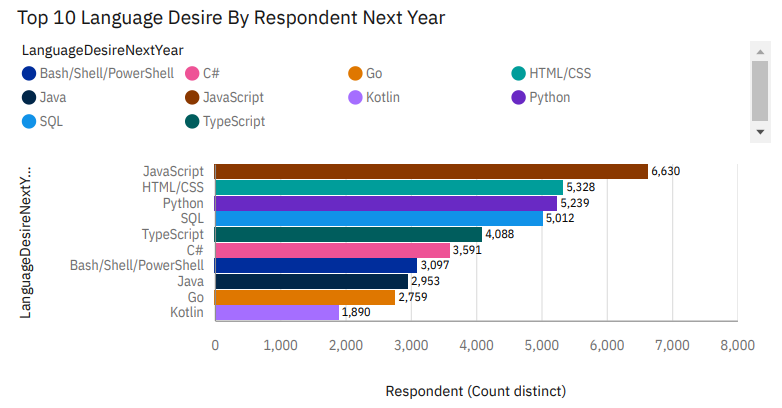 Top 10 Language Desire By Respondent Next Year
LanguageDesireNextYear
Bash/Shell/PowerShell C# Go HTML/CSS
Java JavaScript Kotlin Python
SQL TypeScript
LanguageDesireNextY...
JavaScript 6,630
HTML/CSS 5,328
Python 5,239
SQL 5,012
TypeScript 4,088
C# 3,591
Bash/Shell/PowerShell 3,097
Java 2,953
Go 2,759
Kotlin 1,890
0 1,000 2,000 3,000 4,000 5,000 6,000 7,000 8,000
Respondent (Count distinct)